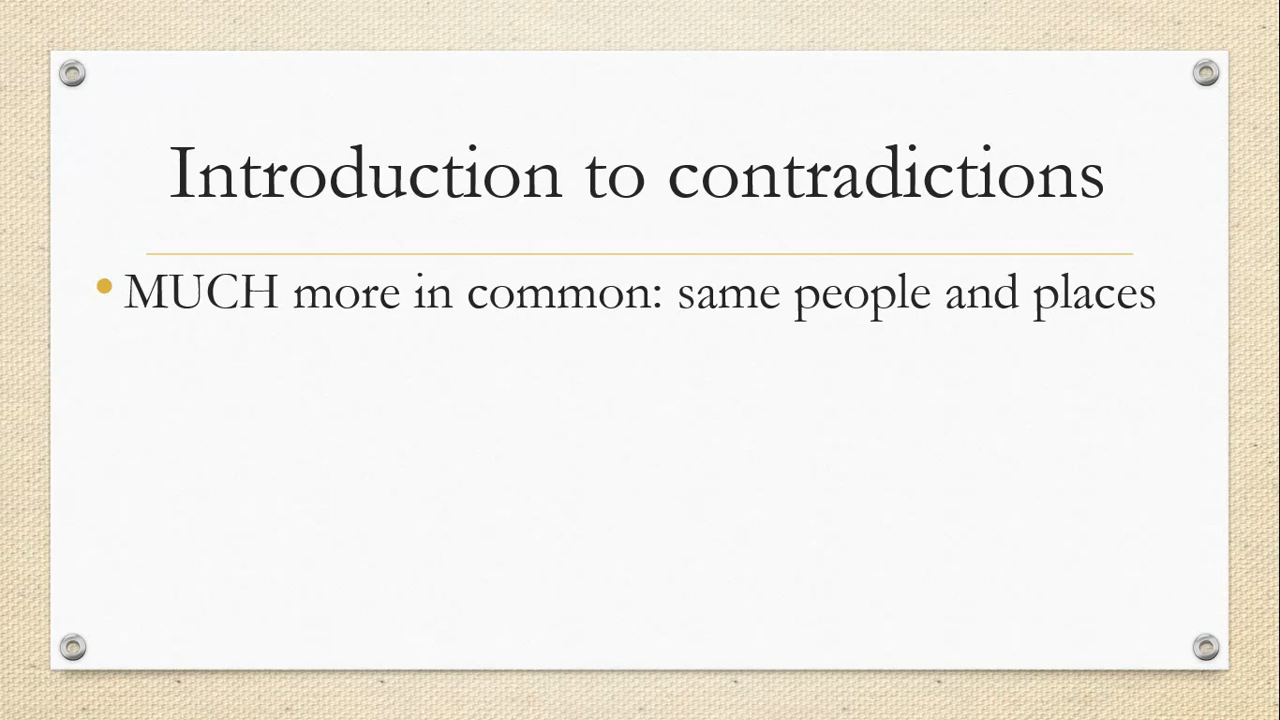 Introduction to contradictions
• MUCH more in common: same people and places